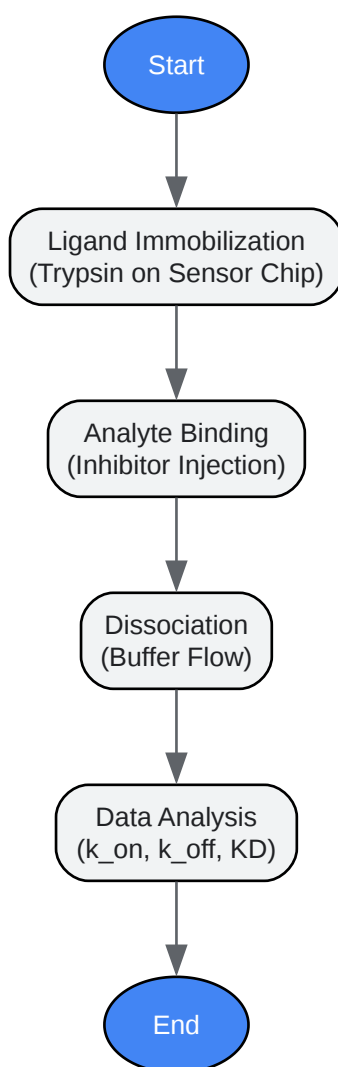 Start
Ligand Immobilization
(Trypsin on Sensor Chip)
Analyte Binding
(Inhibitor Injection)
Dissociation
(Buffer Flow)
Data Analysis
(k_on, k_off, KD)
End